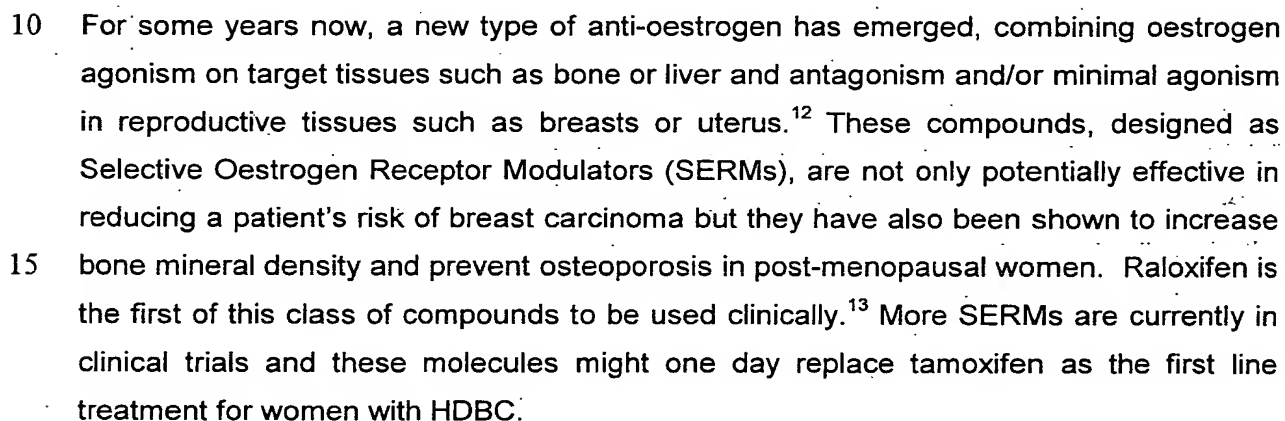 10 For some years now, a new type of anti-oestrogen has emerged, combining oestrogen
agonism on target tissues such as bone or liver and antagonism and/or minimal agonism
in reproductive tissues such as breasts or uterus.12 These compounds, designed as
Selective Oestrogen Receptor Modulators (SERMs), are not only potentially effective in
reducing a patient's risk of breast carcinoma but they have also been shown to increase
15 bone mineral density and prevent osteoporosis in post-menopausal women. Raloxifen is
the first of this class of compounds to be used clinically.13 More SERMs are currently in
clinical trials and these molecules might one day replace tamoxifen as the first line
treatment for women with HDBC.